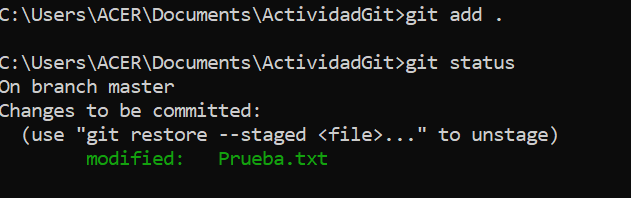 C:\Users\ACER\Documents\ActividadGit>git add .
C:\Users\ACER\Documents\ActividadGit>git status
On branch master
Changes to be committed:
  (use "git restore --staged <file>..." to unstage)
        modified:   Prueba.txt